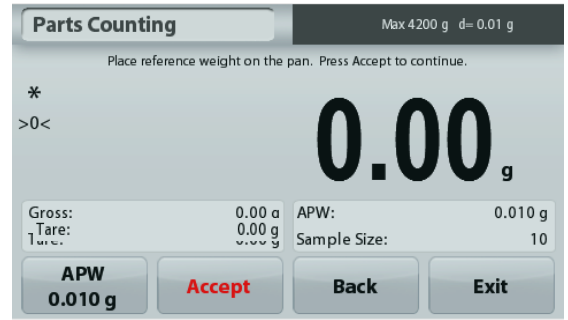 Parts Counting
Max 4200 g d= 0.01 g
Place reference weight on the pan. Press Accept to continue.
*
>0<
0.00 g
Gross: 0.00 g
Tare: 0.00 g
APW: 0.010 g
Sample Size: 10
APW
0.010 g
Accept
Back
Exit